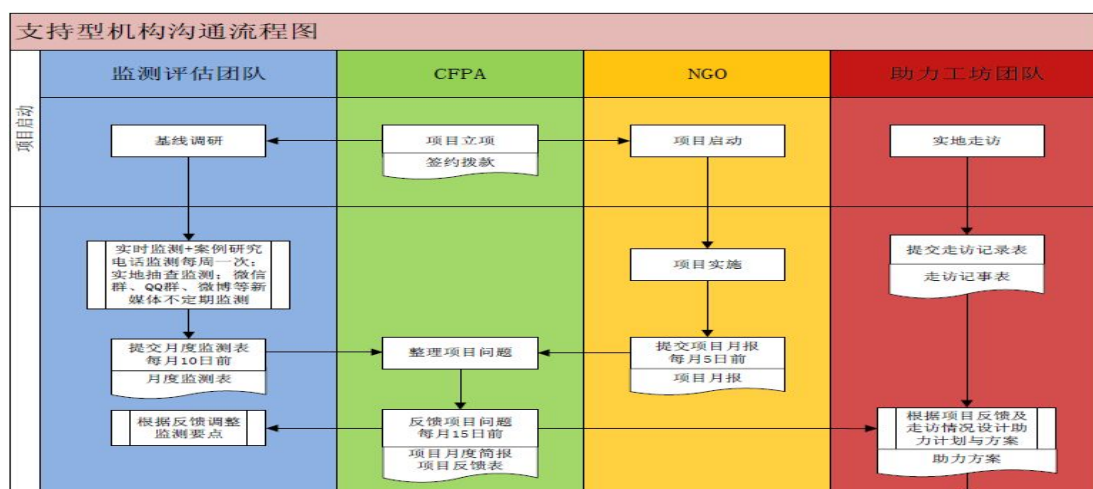 支持型机构沟通流程图
监测评估团队
CFPA
NGO
助力工坊团队
项目启动
基线调研
项目立项
签约拨款
项目启动
实地走访
实时监测+案例研究
电话监测每周一次；
实地抽查监测；微信
群、QQ群、微博等新
媒体不定期监测
项目实施
提交走访记录表
走访记事表
提交月度监测表
每月10日前
月度监测表
整理项目问题
提交项目月报
每月5日前
项目月报
根据反馈调整
监测要点
反馈项目问题
每月15日前
项目月度简报
项目反馈表
根据项目反馈及
走访情况设计助
力计划与方案
助力方案